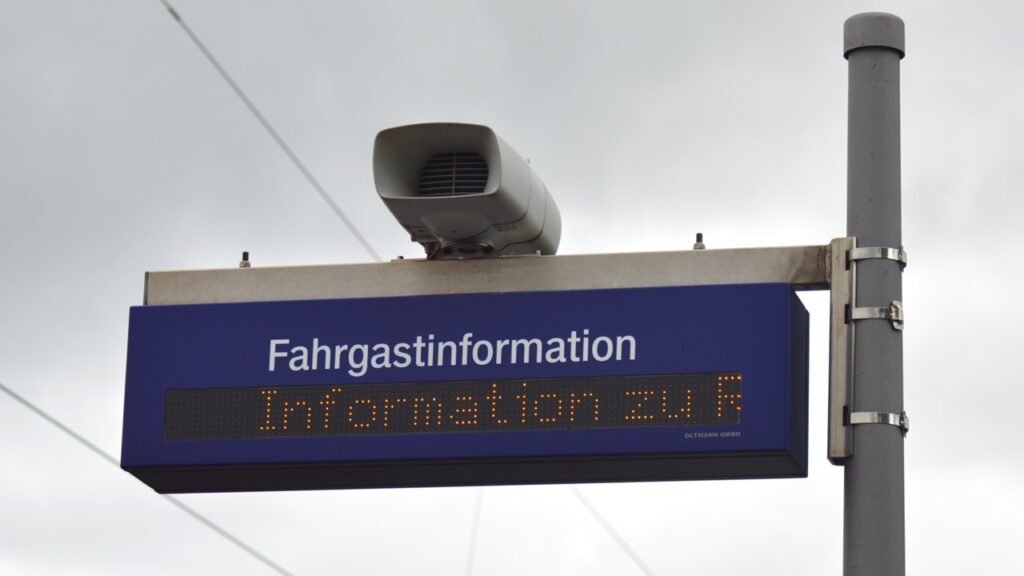 Fahrgastinformation
Information zu
OLTMANN GMBH